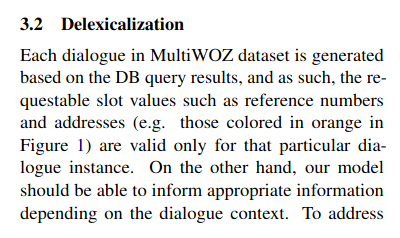 3.2 Delexicalization
Each dialogue in MultiWOZ dataset is generated
based on the DB query results, and as such, the re-
questable slot values such as reference numbers
and addresses (e.g. those colored in orange in
Figure 1) are valid only for that particular dia-
logue instance. On the other hand, our model
should be able to inform appropriate information
depending on the dialogue context. To address